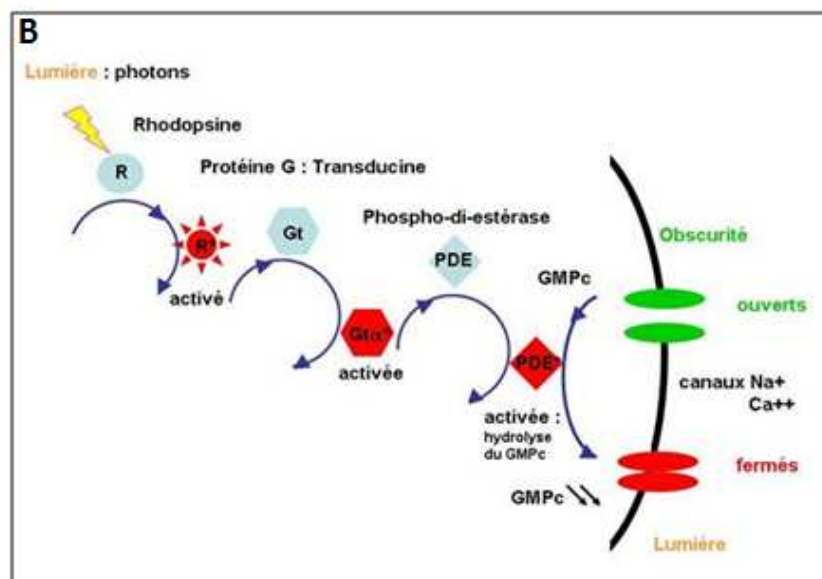 B
Lumière : photons
Rhodopsine
R
Protéine G : Transducine
R*
activé
Gt
Phospho-di-estérase
PDE
Gtα*
activée
GMPc
Obscurité
ouverts
PDE*
canaux Na+
Ca++
activée :
hydrolyse
du GMPc
fermés
GMPc
Lumière